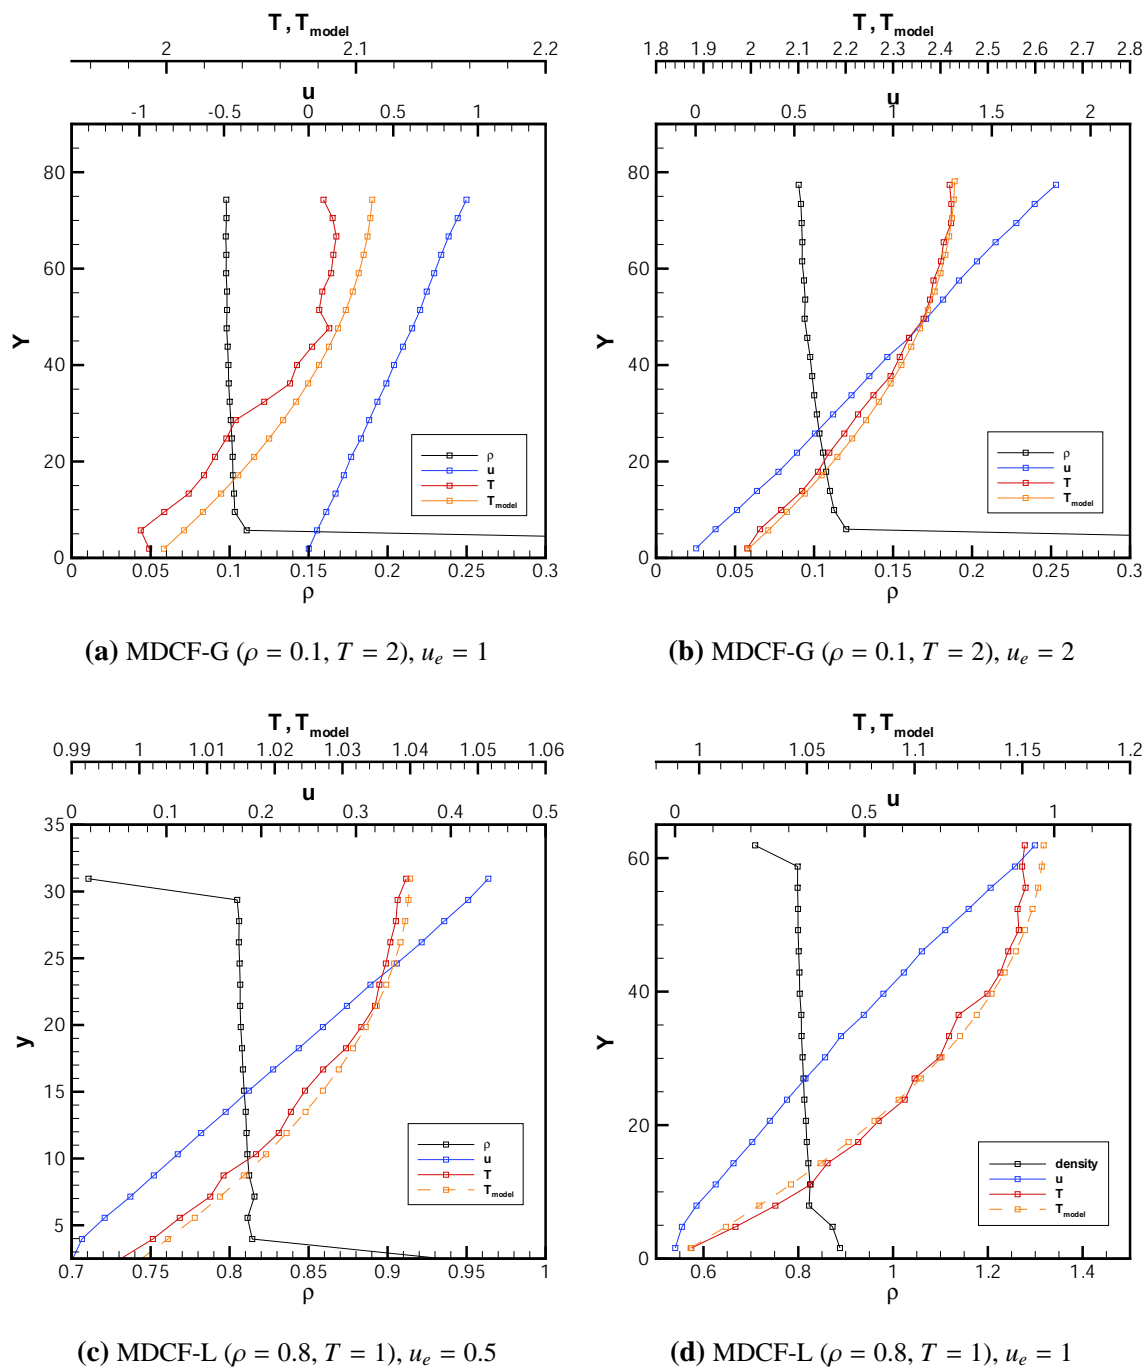 T, T_model
2 2.1 2.2
u
-1 -0.5 0 0.5 1
Y
80
60
40
20
0
ρ
u
T
T_model
0 0.05 0.1 0.15 0.2 0.25 0.3
ρ
(a) MDCF-G (ρ = 0.1, T = 2), u_e = 1
T, T_model
1.8 1.9 2 2.1 2.2 2.3 2.4 2.5 2.6 2.7 2.8
u
0 0.5 1 1.5 2
Y
80
60
40
20
0
ρ
u
T
T_model
0 0.05 0.1 0.15 0.2 0.25 0.3
ρ
(b) MDCF-G (ρ = 0.1, T = 2), u_e = 2
T, T_model
0.99 1 1.01 1.02 1.03 1.04 1.05 1.06
u
0 0.1 0.2 0.3 0.4 0.5
y
35
30
25
20
15
10
5
ρ
u
T
T_model
0.7 0.75 0.8 0.85 0.9 0.95 1
ρ
(c) MDCF-L (ρ = 0.8, T = 1), u_e = 0.5
T, T_model
1 1.05 1.1 1.15 1.2
u
0 0.5 1
Y
60
40
20
0
density
u
T
T_model
0.6 0.8 1 1.2 1.4
ρ
(d) MDCF-L (ρ = 0.8, T = 1), u_e = 1